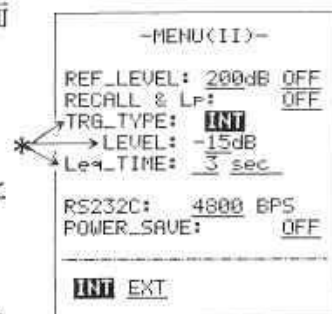 -MENU(II)-
REF_LEVEL: 200dB OFF
RECALL & Lp: OFF
TRG_TYPE: INT
* LEVEL: -15dB
Leq_TIME: 3 sec
RS232C: 4800 BPS
POWER_SAVE: OFF
INT EXT